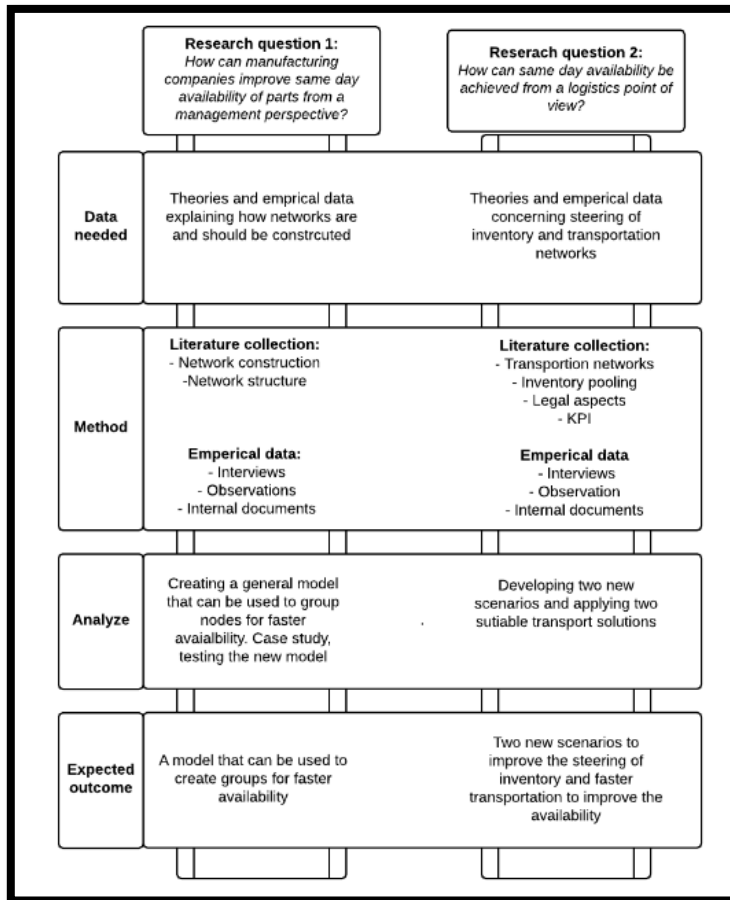 Research question 1:
How can manufacturing
companies improve same day
availability of parts from a
management perspective?
Reserach question 2:
How can same day availability be
achieved from a logistics point of
view?
Data
needed
Theories and emprical data
explaining how networks are
and should be constrcuted
Theories and emperical data
concerning steering of
inventory and transportation
networks
Method
Literature collection:
- Network construction
-Network structure
Emperical data:
- Interviews
- Observations
- Internal documents
Literature collection:
- Transportion networks
- Inventory pooling
- Legal aspects
- KPI
Emperical data
- Interviews
- Observation
- Internal documents
Analyze
Creating a general model
that can be used to group
nodes for faster
avaialbility. Case study,
testing the new model
.
Developing two new
scenarios and applying two
sutiable transport solutions
Expected
outcome
A model that can be used to
create groups for faster
availability
Two new scenarios to
improve the steering of
inventory and faster
transportation to improve the
availability